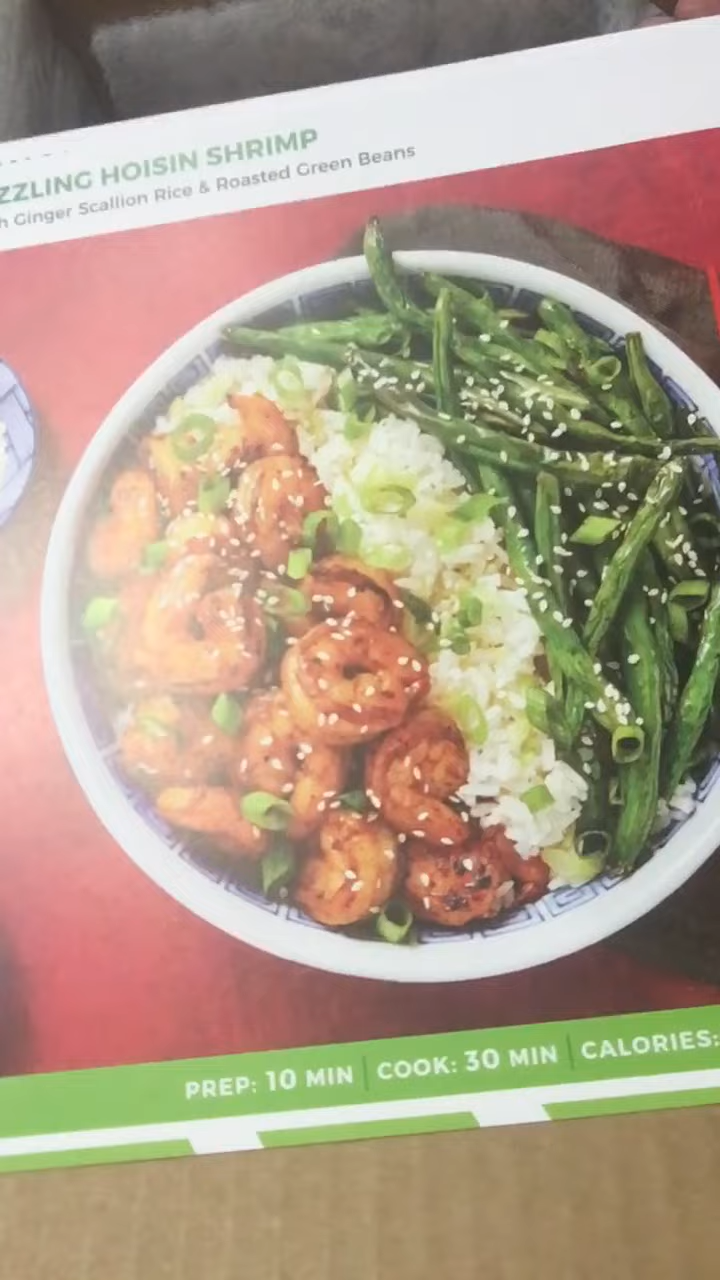 ZZLING HOISIN SHRIMP
h Ginger Scallion Rice & Roasted Green Beans
PREP: 10 MIN COOK: 30 MIN CALORIES: